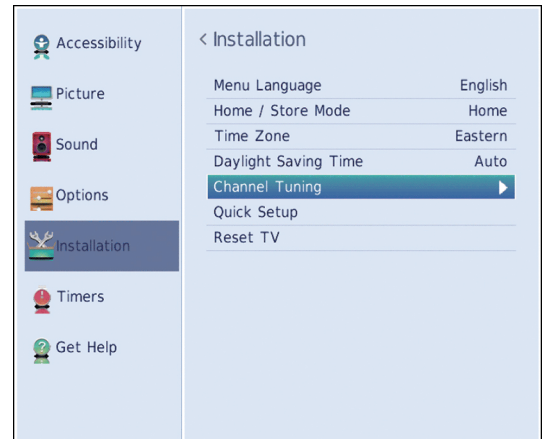 Accessibility
Picture
Sound
Options
Installation
Timers
Get Help
< Installation
Menu Language English
Home / Store Mode Home
Time Zone Eastern
Daylight Saving Time Auto
Channel Tuning
Quick Setup
Reset TV